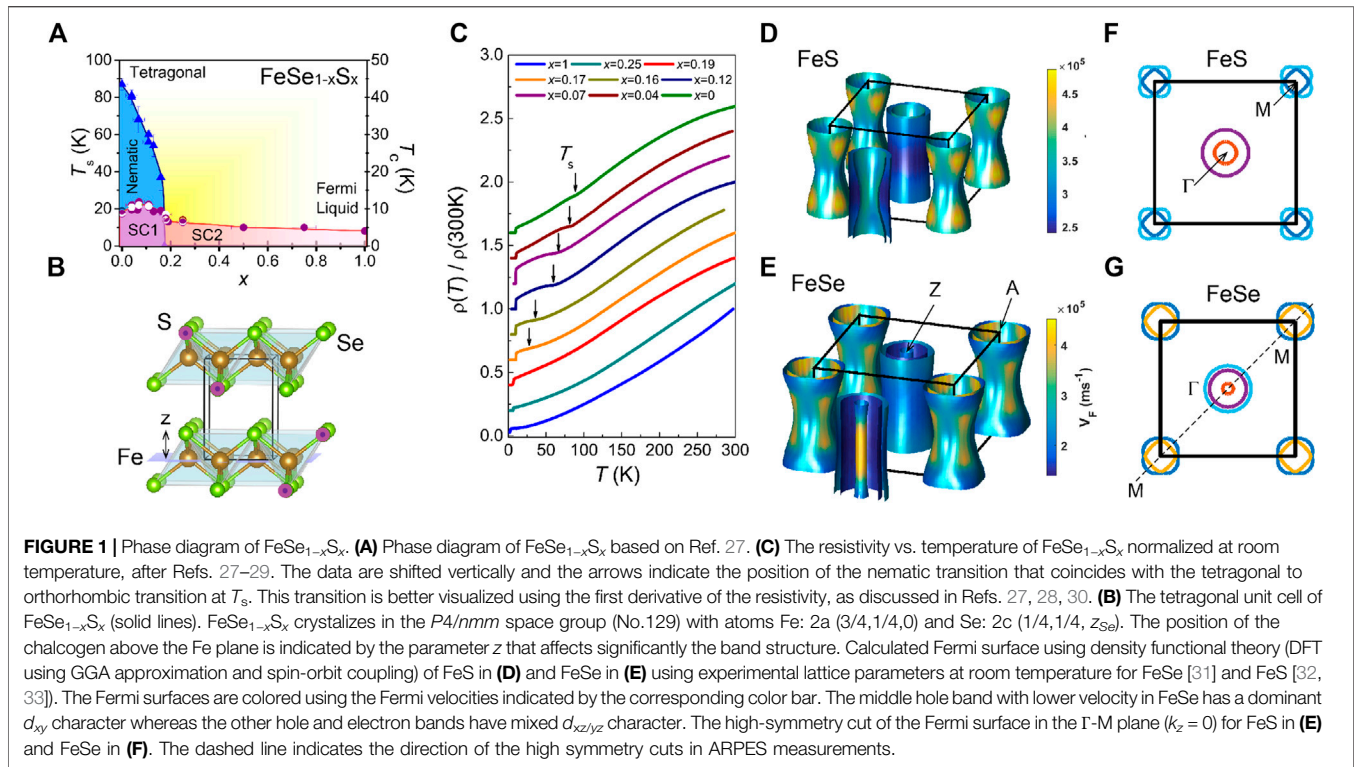 A
FeSe1-xSx
Tetragonal
Nematic
SC1
SC2
Fermi
Liquid
Ts (K)
100
80
60
40
20
0
Tc (K)
50
40
30
20
10
0
0.0 0.2 0.4 0.6 0.8 1.0
x
B
S
Se
z
Fe
C
x=1 x=0.25 x=0.19
x=0.17 x=0.16 x=0.12
x=0.07 x=0.04 x=0
Ts
ρ(T) / ρ(300K)
3.0
2.5
2.0
1.5
1.0
0.5
0.0
0 50 100 150 200 250 300
T (K)
D
FeS
×10⁵
4
3.5
3
2.5
E
FeSe
Z
A
×10⁵
4
3
2
VF (ms-1)
F
FeS
M
Γ
G
FeSe
M
Γ
M
FIGURE 1 | Phase diagram of FeSe1−xSx. (A) Phase diagram of FeSe1−xSx based on Ref. 27. (C) The resistivity vs. temperature of FeSe1−xSx normalized at room
temperature, after Refs. 27–29. The data are shifted vertically and the arrows indicate the position of the nematic transition that coincides with the tetragonal to
orthorhombic transition at Ts. This transition is better visualized using the first derivative of the resistivity, as discussed in Refs. 27, 28, 30. (B) The tetragonal unit cell of
FeSe1−xSx (solid lines). FeSe1−xSx crystalizes in the P4/nmm space group (No.129) with atoms Fe: 2a (3/4,1/4,0) and Se: 2c (1/4,1/4, zSe). The position of the
chalcogen above the Fe plane is indicated by the parameter z that affects significantly the band structure. Calculated Fermi surface using density functional theory (DFT
using GGA approximation and spin-orbit coupling) of FeS in (D) and FeSe in (E) using experimental lattice parameters at room temperature for FeSe [31] and FeS [32,
33]). The Fermi surfaces are colored using the Fermi velocities indicated by the corresponding color bar. The middle hole band with lower velocity in FeSe has a dominant
dxy character whereas the other hole and electron bands have mixed dxz/yz character. The high-symmetry cut of the Fermi surface in the Γ-M plane (kz = 0) for FeS in (E)
and FeSe in (F). The dashed line indicates the direction of the high symmetry cuts in ARPES measurements.